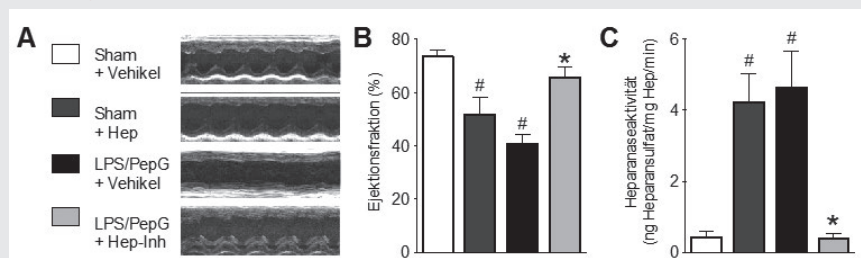 A
Sham
+ Vehikel
Sham
+ Hep
LPS/PepG
+ Vehikel
LPS/PepG
+ Hep-Inh
B
Ejektionsfraktion (%)
80
60
40
20
0
#
#
*
C
Heparanaseaktivität
(ng Heparansulfat/mg Hep/min)
6
4
2
0
#
#
*